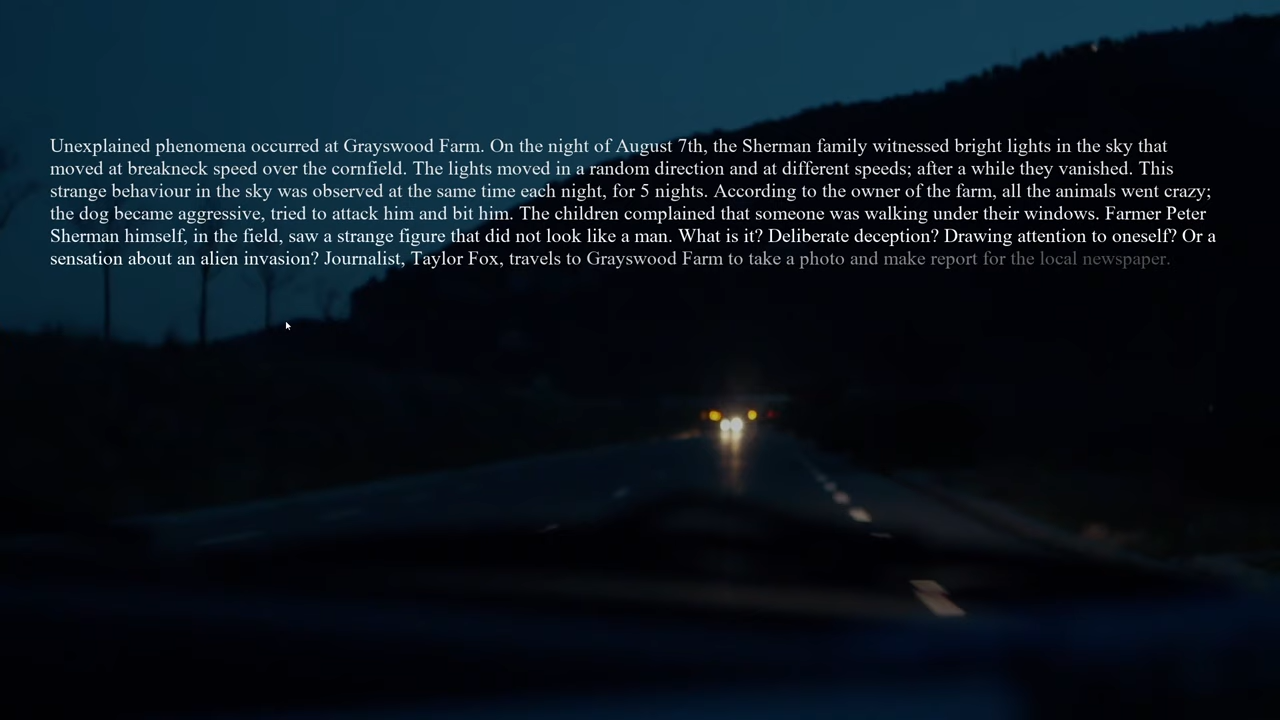 Unexplained phenomena occurred at Grayswood Farm. On the night of August 7th, the Sherman family witnessed bright lights in the sky that
moved at breakneck speed over the cornfield. The lights moved in a random direction and at different speeds; after a while they vanished. This
strange behaviour in the sky was observed at the same time each night, for 5 nights. According to the owner of the farm, all the animals went crazy;
the dog became aggressive, tried to attack him and bit him. The children complained that someone was walking under their windows. Farmer Peter
Sherman himself, in the field, saw a strange figure that did not look like a man. What is it? Deliberate deception? Drawing attention to oneself? Or a
sensation about an alien invasion? Journalist, Taylor Fox, travels to Grayswood Farm to take a photo and make report for the local newspaper.